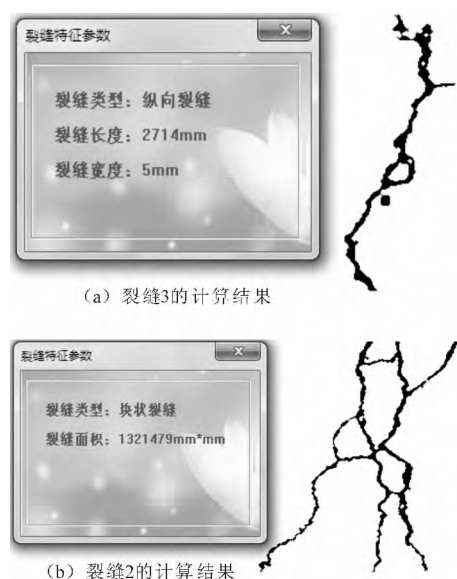 裂缝特征参数
裂缝类型：纵向裂缝
裂缝长度：2714mm
裂缝宽度：5mm
（a）裂缝3的计算结果
裂缝特征参数
裂缝类型：块状裂缝
裂缝面积：1321479mm*mm
（b）裂缝2的计算结果